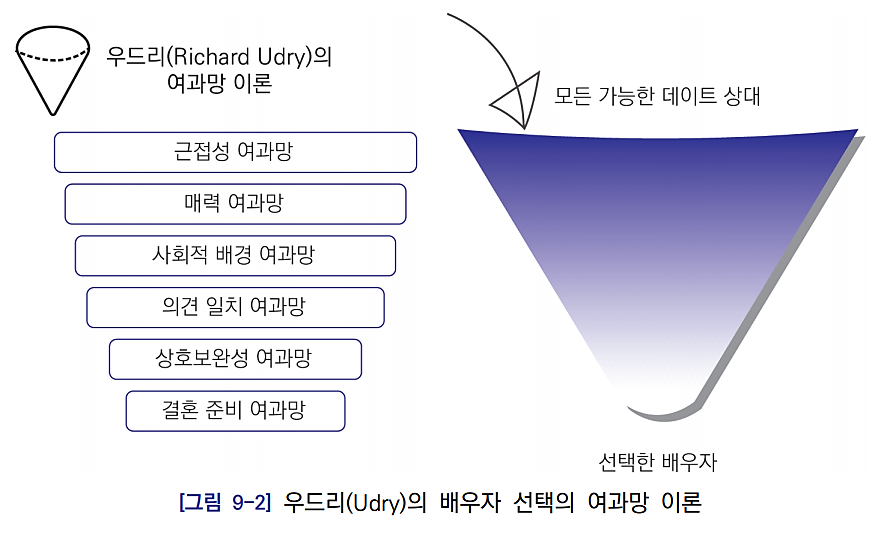 우드리(Richard Udry)의
여과망 이론
모든 가능한 데이트 상대
근접성 여과망
매력 여과망
사회적 배경 여과망
의견 일치 여과망
상호보완성 여과망
결혼 준비 여과망
선택한 배우자
[그림 9-2] 우드리(Udry)의 배우자 선택의 여과망 이론